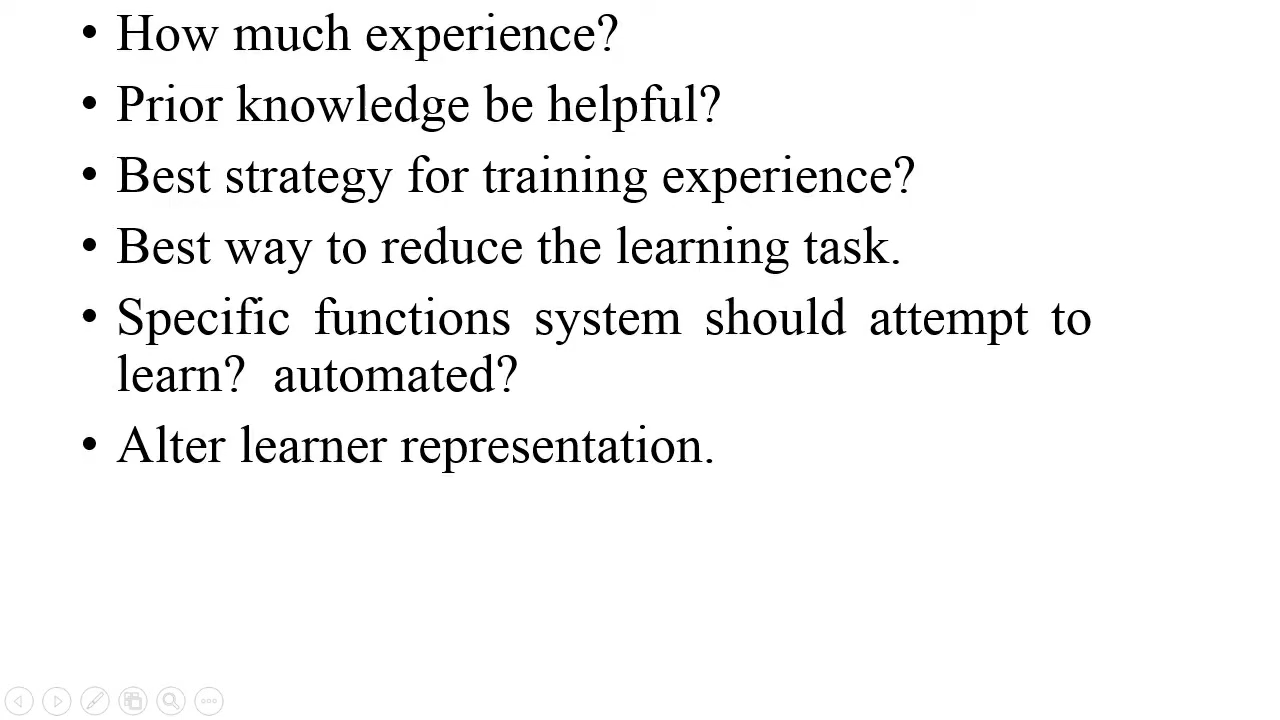 • How much experience?
• Prior knowledge be helpful?
• Best strategy for training experience?
• Best way to reduce the learning task.
• Specific functions system should attempt to
learn?  automated?
• Alter learner representation.